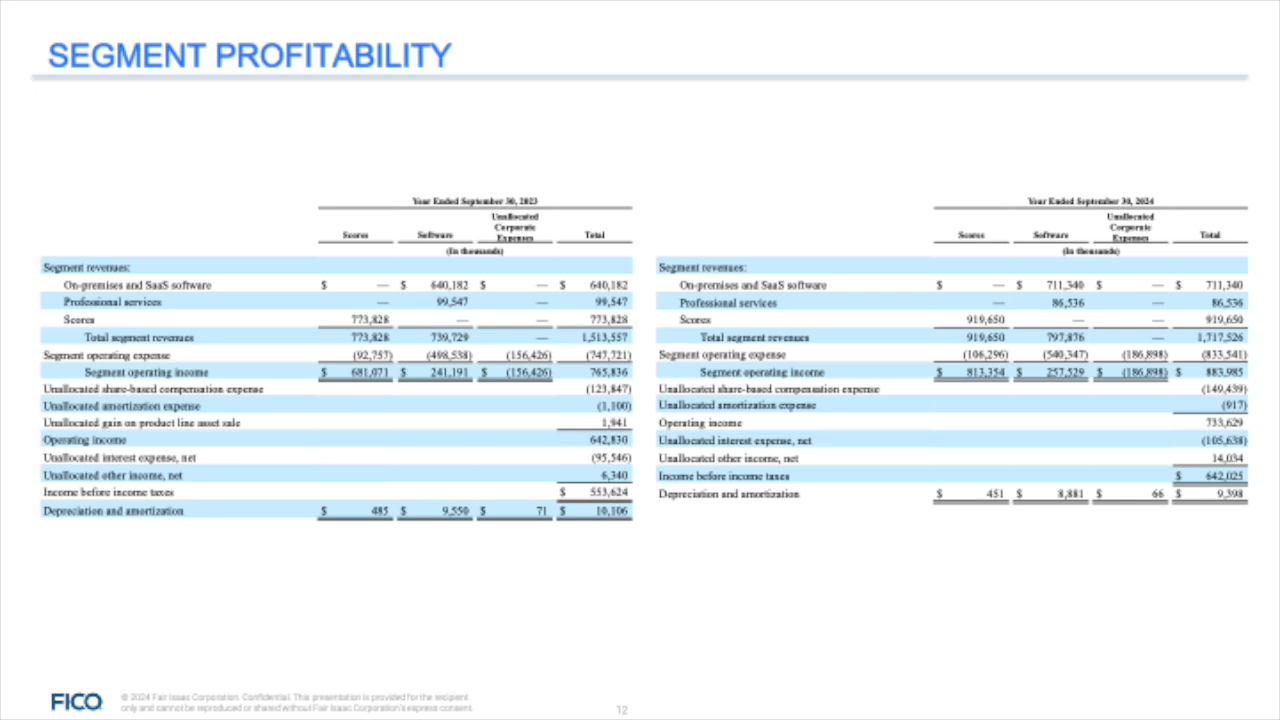 SEGMENT PROFITABILITY
Year Ended September 30, 2023
Scores Software Unallocated Corporate Expenses Total
(In thousands)
Segment revenues:
On-premises and SaaS software $ — $ 640,182 $ — $ 640,182
Professional services — 99,547 — 99,547
Scores 773,828 — — 773,828
Total segment revenues 773,828 739,729 — 1,513,557
Segment operating expense (92,757) (498,538) (156,426) (747,721)
Segment operating income $ 681,071 $ 241,191 $ (156,426) 765,836
Unallocated share-based compensation expense (123,847)
Unallocated amortization expense (1,100)
Unallocated gain on product line asset sale 1,941
Operating income 642,830
Unallocated interest expense, net (95,546)
Unallocated other income, net 6,340
Income before income taxes $ 553,624
Depreciation and amortization $ 485 $ 9,550 $ 71 $ 10,106
Year Ended September 30, 2024
Scores Software Unallocated Corporate Expenses Total
(In thousands)
Segment revenues:
On-premises and SaaS software $ — $ 711,340 $ — $ 711,340
Professional services — 86,536 — 86,536
Scores 919,650 — — 919,650
Total segment revenues 919,650 797,876 — 1,717,526
Segment operating expense (106,296) (540,347) (186,898) (833,541)
Segment operating income $ 813,354 $ 257,529 $ (186,898) $ 883,985
Unallocated share-based compensation expense (149,439)
Unallocated amortization expense (917)
Operating income 733,629
Unallocated interest expense, net (105,638)
Unallocated other income, net 14,034
Income before income taxes $ 642,025
Depreciation and amortization $ 451 $ 8,881 $ 66 $ 9,398
FICO
© 2024 Fair Isaac Corporation. Confidential. This presentation is provided for the recipient
only and cannot be reproduced or shared without Fair Isaac Corporation's express consent.
12